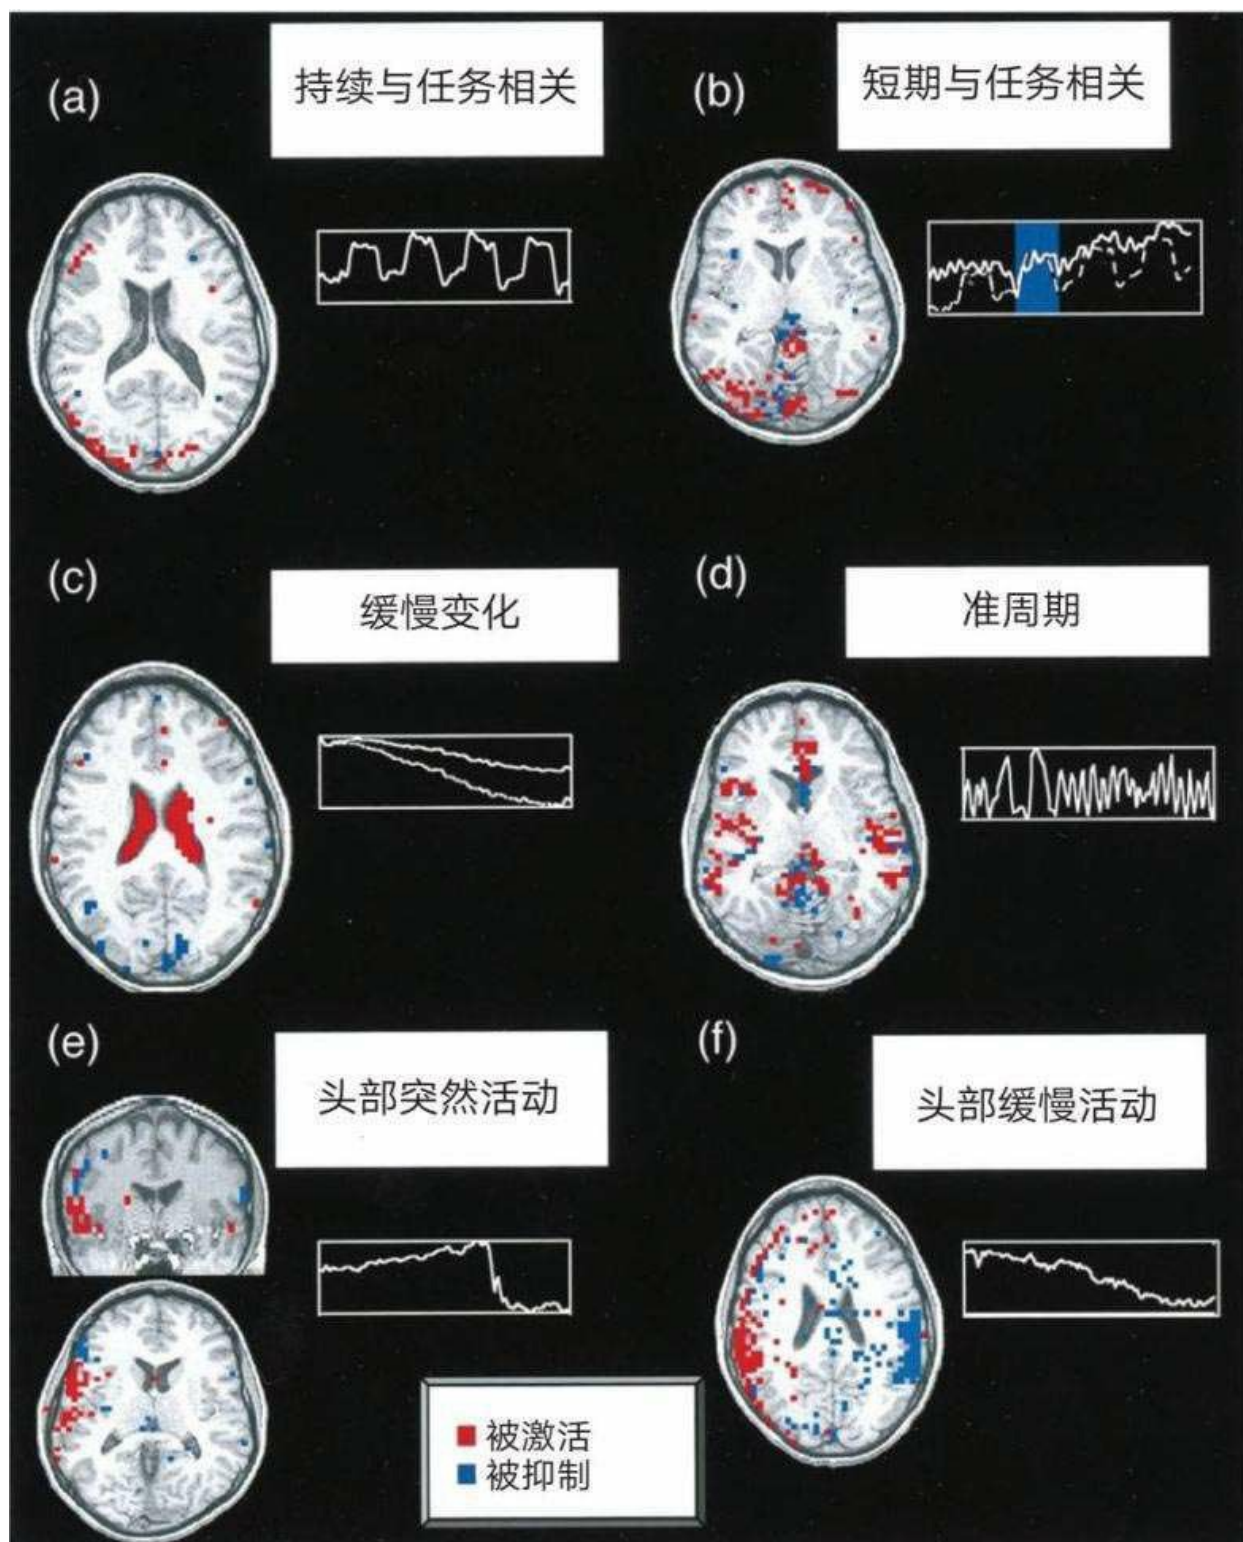 (a)
持续与任务相关
(b)
短期与任务相关
(c)
缓慢变化
(d)
准周期
(e)
头部突然活动
(f)
头部缓慢活动
被激活
被抑制